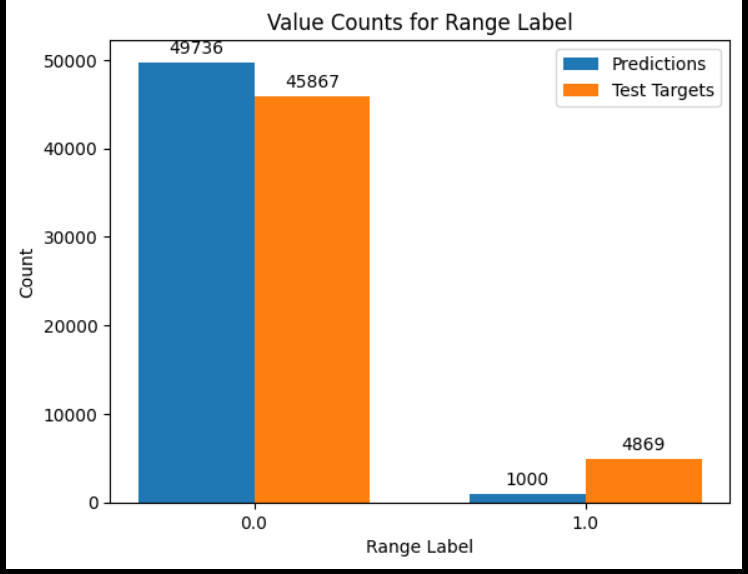 Value Counts for Range Label
49736
45867
1000
4869
Predictions
Test Targets
50000
40000
30000
20000
10000
0
Count
0.0
1.0
Range Label